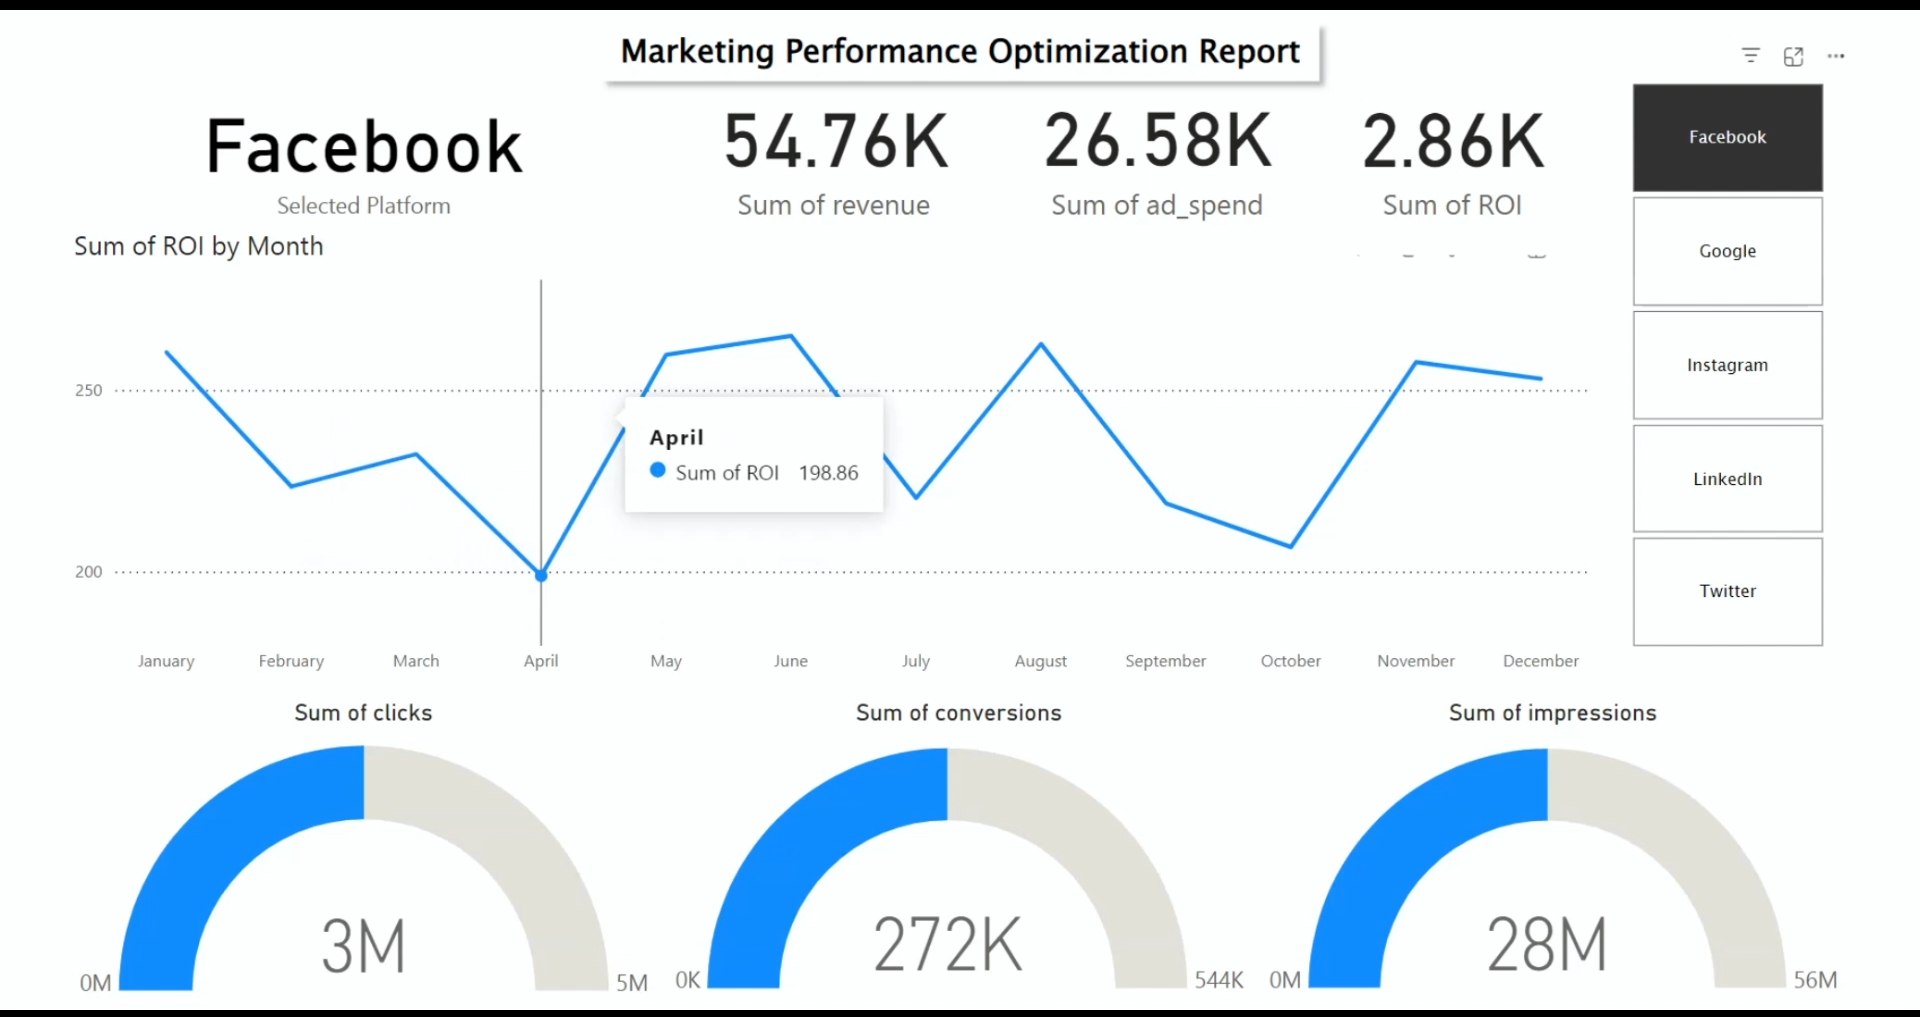 Marketing Performance Optimization Report
Facebook
Selected Platform
54.76K
Sum of revenue
26.58K
Sum of ad_spend
2.86K
Sum of ROI
Facebook
Google
Instagram
LinkedIn
Twitter
Sum of ROI by Month
250
200
April
Sum of ROI 198.86
January February March April May June July August September October November December
Sum of clicks
3M
0M 5M
Sum of conversions
272K
0K 544K
Sum of impressions
28M
0M 56M